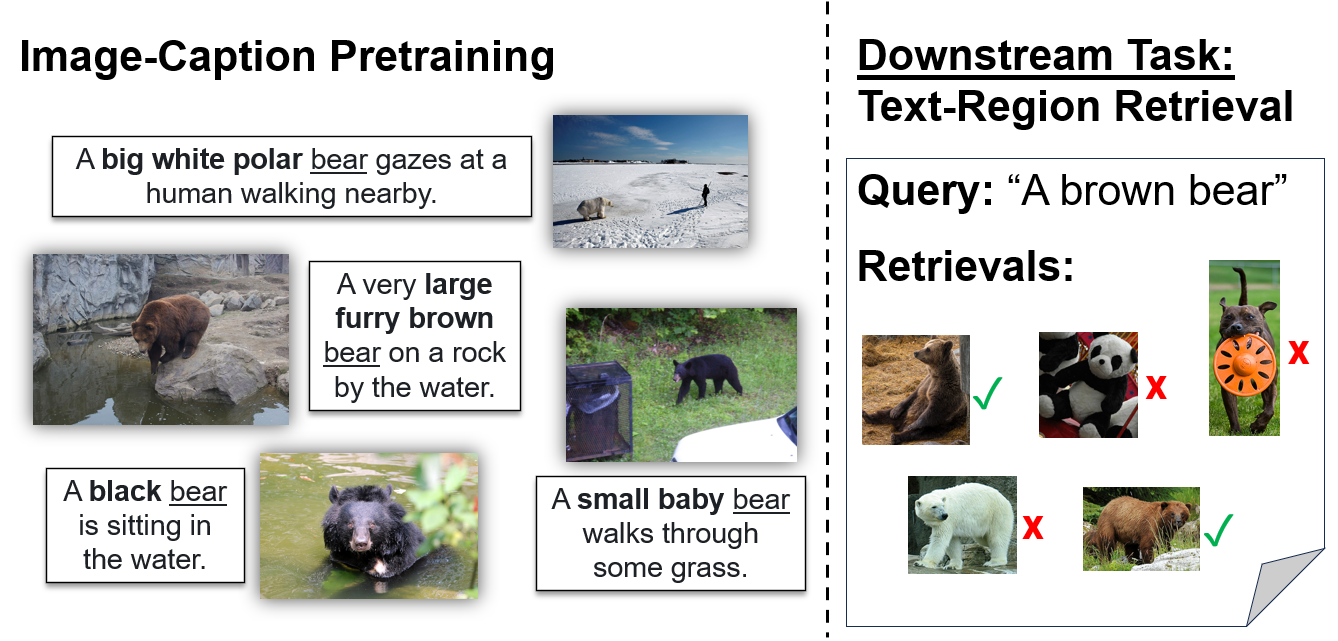 Image-Caption Pretraining
A big white polar bear gazes at a
human walking nearby.
A very large
furry brown
bear on a rock
by the water.
A black bear
is sitting in
the water.
A small baby bear
walks through
some grass.
Downstream Task:
Text-Region Retrieval
Query: “A brown bear”
Retrievals:
✓
x
x
x
✓